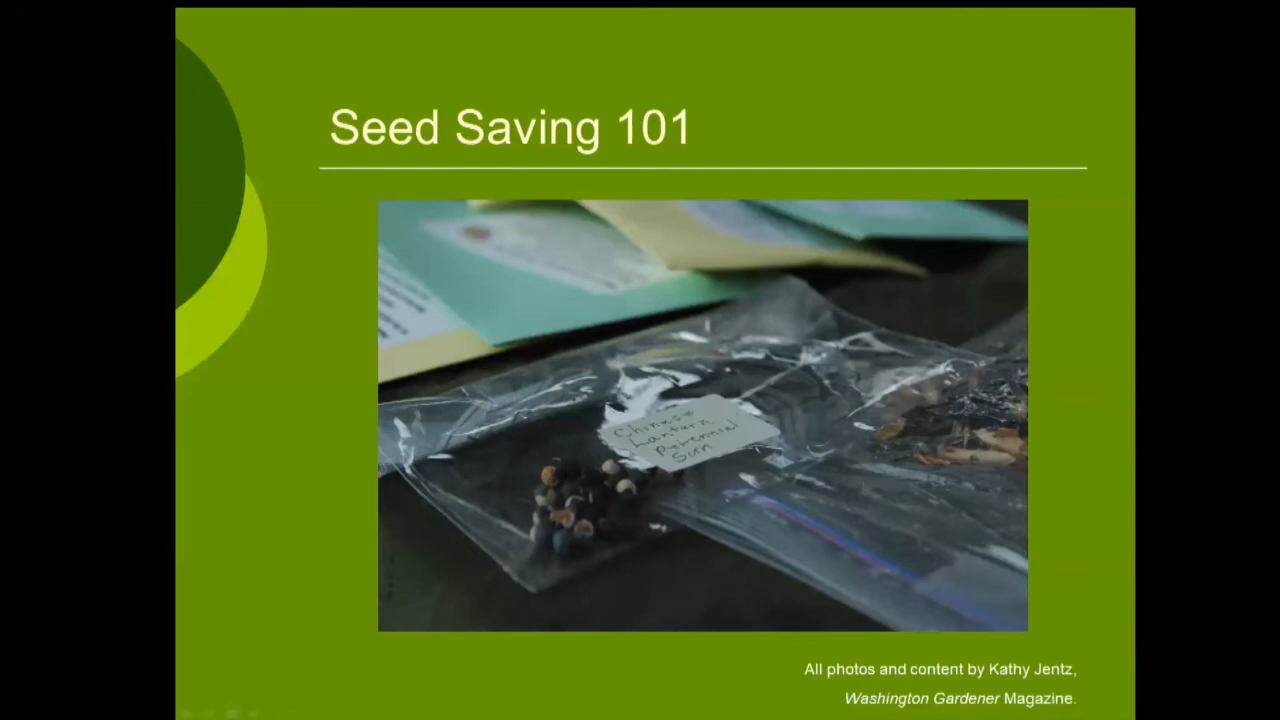 Seed Saving 101
Chinese
Lantern
Perennial
Sun
All photos and content by Kathy Jentz,
Washington Gardener Magazine.